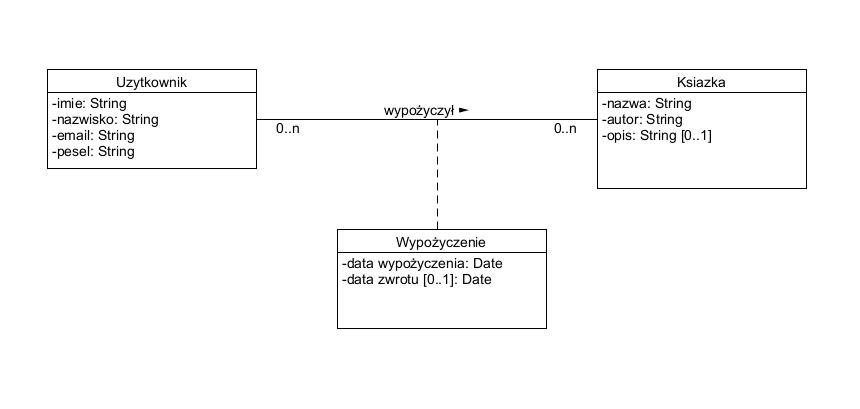 Uzytkownik
-imie: String
-nazwisko: String
-email: String
-pesel: String
wypożyczył ►
0..n
0..n
Ksiazka
-nazwa: String
-autor: String
-opis: String [0..1]
Wypożyczenie
-data wypożyczenia: Date
-data zwrotu [0..1]: Date